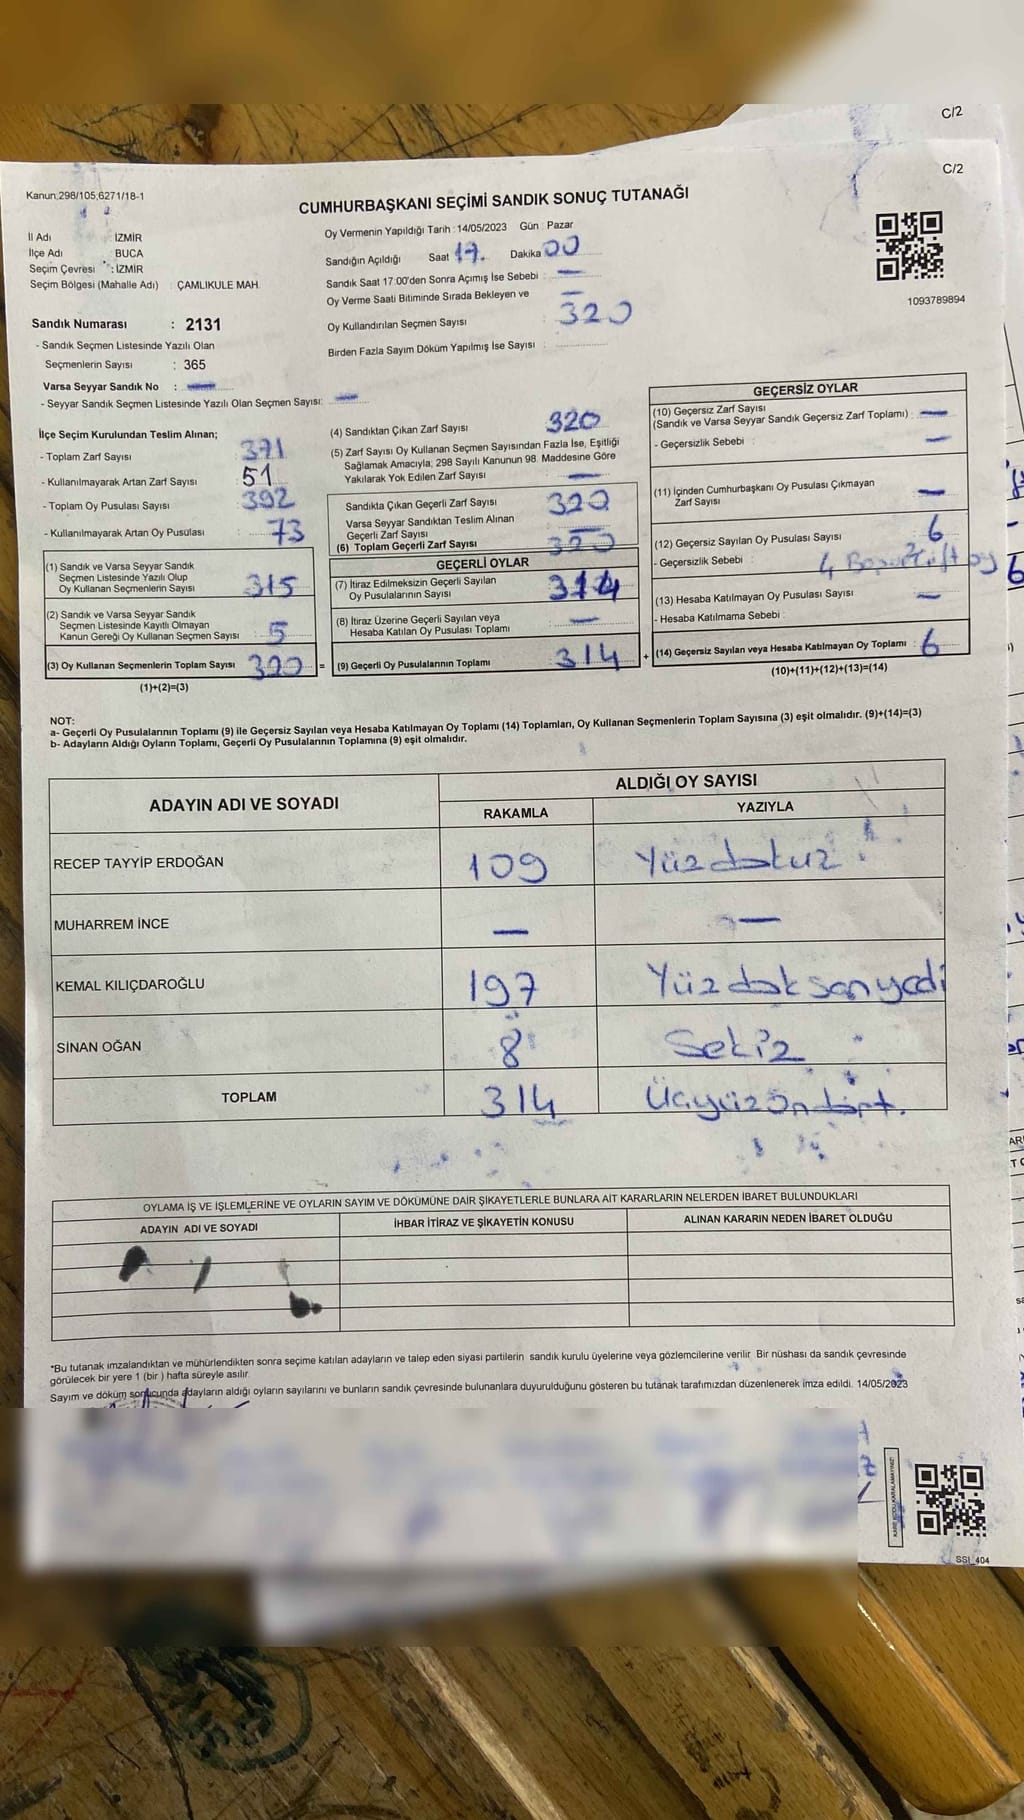 C/2
C/2
Kanun,298/105,6271/18-1
CUMHURBAŞKANI SEÇİMİ SANDIK SONUÇ TUTANAĞI
İl Adı : İZMİR
İlçe Adı : BUCA
Seçim Çevresi : İZMİR
Seçim Bölgesi (Mahalle Adı) : ÇAMLIKULE MAH.
Oy Vermenin Yapıldığı Tarih : 14/05/2023 Gün : Pazar
Sandığın Açıldığı Saat 17. Dakika 00
Sandık Saat 17:00'den Sonra Açımış İse Sebebi : —
Oy Verme Saati Bitiminde Sırada Bekleyen ve —
Oy Kullandırılan Seçmen Sayısı : 320
Birden Fazla Sayım Döküm Yapılmış İse Sayısı :
1093789894
Sandık Numarası : 2131
- Sandık Seçmen Listesinde Yazılı Olan
Seçmenlerin Sayısı : 365
Varsa Seyyar Sandık No : —
- Seyyar Sandık Seçmen Listesinde Yazılı Olan Seçmen Sayısı: —
İlçe Seçim Kurulundan Teslim Alınan;
- Toplam Zarf Sayısı : 371
- Kullanılmayarak Artan Zarf Sayısı : 51
- Toplam Oy Pusulası Sayısı : 392
- Kullanılmayarak Artan Oy Pusulası : 73
(1) Sandık ve Varsa Seyyar Sandık
Seçmen Listesinde Yazılı Olup
Oy Kullanan Seçmenlerin Sayısı : 315
(2) Sandık ve Varsa Seyyar Sandık
Seçmen Listesinde Kayıtlı Olmayan
Kanun Gereği Oy Kullanan Seçmen Sayısı : 5
(3) Oy Kullanan Seçmenlerin Toplam Sayısı : 320 =
(1)+(2)=(3)
(4) Sandıktan Çıkan Zarf Sayısı 320
(5) Zarf Sayısı Oy Kullanan Seçmen Sayısından Fazla İse, Eşitliği
Sağlamak Amacıyla; 298 Sayılı Kanunun 98. Maddesine Göre
Yakılarak Yok Edilen Zarf Sayısı : —
Sandıkta Çıkan Geçerli Zarf Sayısı : 320
Varsa Seyyar Sandıktan Teslim Alınan
Geçerli Zarf Sayısı : —
(6) Toplam Geçerli Zarf Sayısı : 320
GEÇERLİ OYLAR
(7) İtiraz Edilmeksizin Geçerli Sayılan
Oy Pusulalarının Sayısı : 314
(8) İtiraz Üzerine Geçerli Sayılan veya
Hesaba Katılan Oy Pusulası Toplamı : —
(9) Geçerli Oy Pusulalarının Toplamı : 314 +
GEÇERSİZ OYLAR
(10) Geçersiz Zarf Sayısı
(Sandık ve Varsa Seyyar Sandık Geçersiz Zarf Toplamı) : —
- Geçersizlik Sebebi : —
(11) İçinden Cumhurbaşkanı Oy Pusulası Çıkmayan
Zarf Sayısı : —
(12) Geçersiz Sayılan Oy Pusulası Sayısı : 6
- Geçersizlik Sebebi : 4 Boş 2 çift oy
(13) Hesaba Katılmayan Oy Pusulası Sayısı : —
- Hesaba Katılmama Sebebi :
(14) Geçersiz Sayılan veya Hesaba Katılmayan Oy Toplamı : 6
(10)+(11)+(12)+(13)=(14)
NOT:
a- Geçerli Oy Pusulalarının Toplamı (9) ile Geçersiz Sayılan veya Hesaba Katılmayan Oy Toplamı (14) Toplamları, Oy Kullanan Seçmenlerin Toplam Sayısına (3) eşit olmalıdır. (9)+(14)=(3)
b- Adayların Aldığı Oyların Toplamı, Geçerli Oy Pusulalarının Toplamına (9) eşit olmalıdır.
ADAYIN ADI VE SOYADI
ALDIĞI OY SAYISI
RAKAMLA YAZIYLA
RECEP TAYYİP ERDOĞAN 109 Yüzdokuz
MUHARREM İNCE — —
KEMAL KILIÇDAROĞLU 197 Yüzdoksanyedi
SİNAN OĞAN 8 Sekiz
TOPLAM 314 Üçyüzondört.
OYLAMA İŞ VE İŞLEMLERİNE VE OYLARIN SAYIM VE DÖKÜMÜNE DAİR ŞİKAYETLERLE BUNLARA AİT KARARLARIN NELERDEN İBARET BULUNDUKLARI
ADAYIN ADI VE SOYADI İHBAR İTİRAZ VE ŞİKAYETİN KONUSU ALINAN KARARIN NEDEN İBARET OLDUĞU
*Bu tutanak imzalandıktan ve mühürlendikten sonra seçime katılan adayların ve talep eden siyasi partilerin sandık kurulu üyelerine veya gözlemcilerine verilir. Bir nüshası da sandık çevresinde
görülecek bir yere 1 (bir ) hafta süreyle asılır.
Sayım ve döküm sonucunda adayların aldığı oyların sayılarını ve bunların sandık çevresinde bulunanlara duyurulduğunu gösteren bu tutanak tarafımızdan düzenlenerek imza edildi. 14/05/2023
KARE KODU KARALAMAYINIZ!
SSI_404